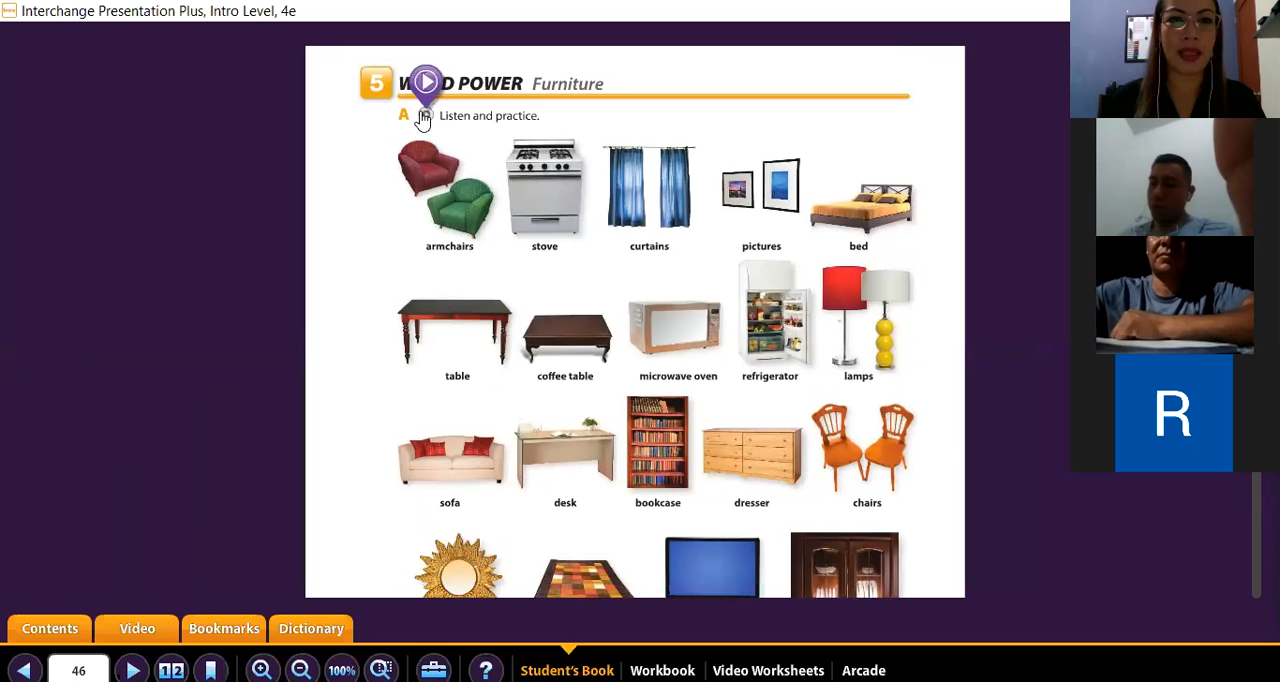 Interchange Presentation Plus, Intro Level, 4e
5 W D POWER Furniture
A Listen and practice.
armchairs stove curtains pictures bed
table coffee table microwave oven refrigerator lamps
sofa desk bookcase dresser chairs
R
Contents Video Bookmarks Dictionary
46 1 2 100% ? Student's Book Workbook Video Worksheets Arcade